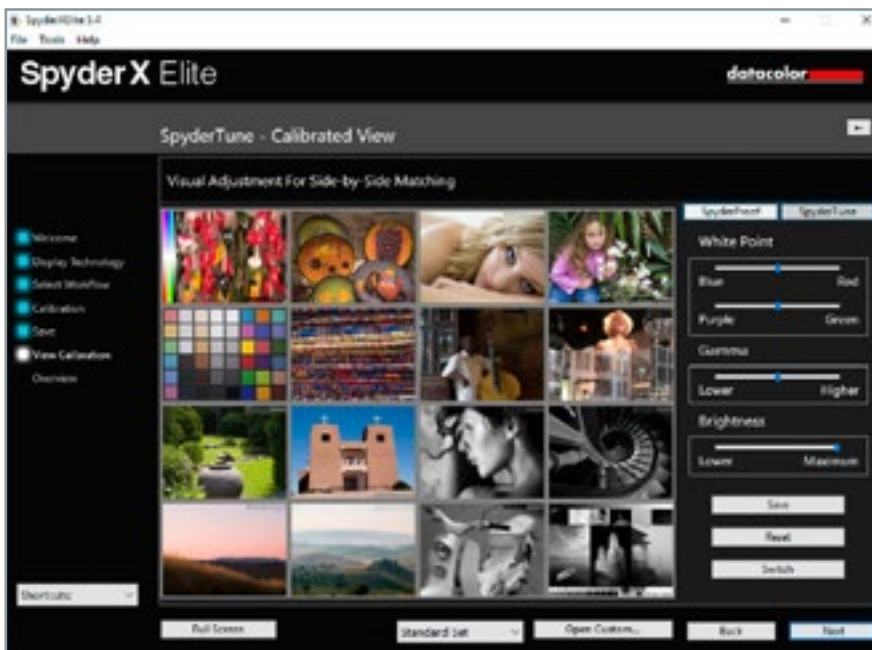 SpyderXElite 5.4
File Tools Help
SpyderX Elite
datacolor
SpyderTune - Calibrated View
Visual Adjustment For Side-by-Side Matching
SpyderProof SpyderTune
Welcome
Display Technology
Select Workflow
Calibration
Save
View Calibration
Overview
White Point
Blue Red
Purple Green
Gamma
Lower Higher
Brightness
Lower Maximum
Save
Reset
Switch
Shortcuts:
Full Screen
Standard Set
Open Custom...
Back
Next